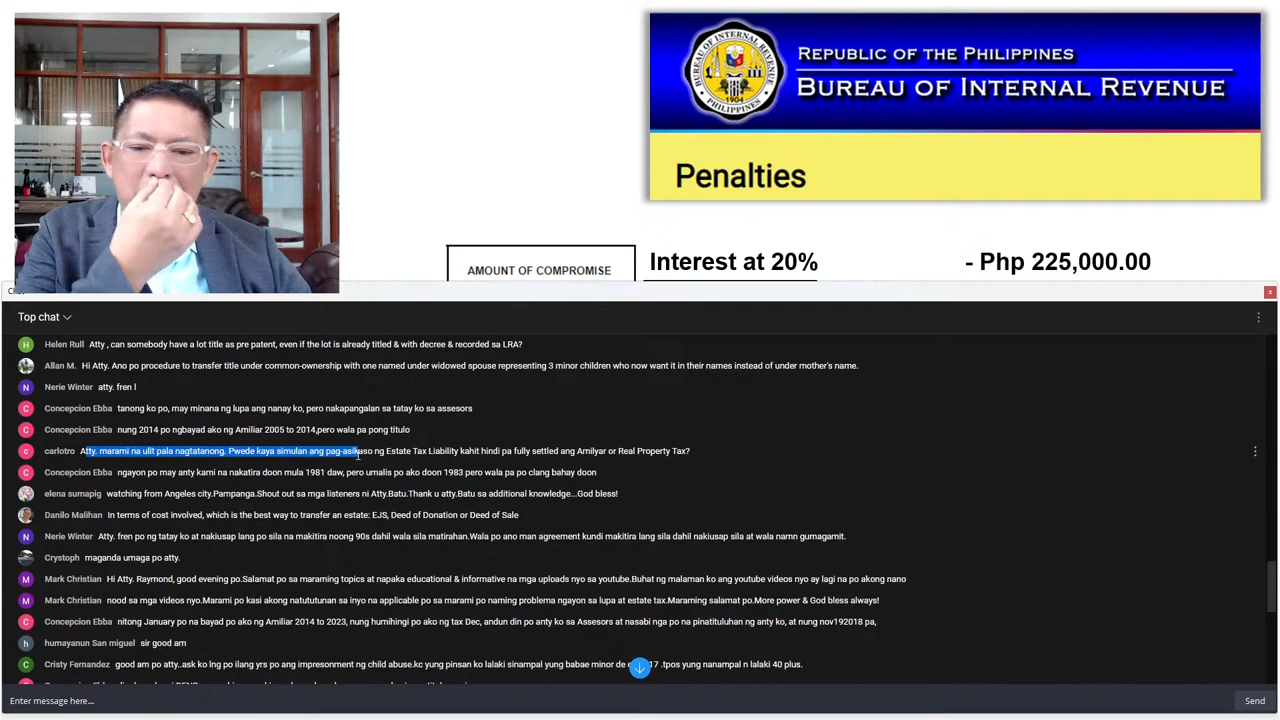 REPUBLIC OF THE PHILIPPINES
BUREAU OF INTERNAL REVENUE
BUREAU OF INTERNAL REVENUE
PHILIPPINES
1904
Penalties
AMOUNT OF COMPROMISE
Interest at 20% - Php 225,000.00
x
Top chat
H Helen Rull Atty , can somebody have a lot title as pre patent, even if the lot is already titled & with decree & recorded sa LRA?
Allan M. Hi Atty. Ano po procedure to transfer title under common-ownership with one named under widowed spouse representing 3 minor children who now want it in their names instead of under mother's name.
N Nerie Winter atty. fren l
C Concepcion Ebba tanong ko po, may minana ng lupa ang nanay ko, pero nakapangalan sa tatay ko sa assesors
C Concepcion Ebba nung 2014 po ngbayad ako ng Amiliar 2005 to 2014,pero wala pa pong titulo
c carlotro Atty. marami na ulit pala nagtatanong. Pwede kaya simulan ang pag-asikaso ng Estate Tax Liability kahit hindi pa fully settled ang Amilyar or Real Property Tax?
C Concepcion Ebba ngayon po may anty kami na nakatira doon mula 1981 daw, pero umalis po ako doon 1983 pero wala pa po clang bahay doon
elena sumapig watching from Angeles city.Pampanga.Shout out sa mga listeners ni Atty.Batu.Thank u atty.Batu sa additional knowledge...God bless!
Danilo Malihan In terms of cost involved, which is the best way to transfer an estate: EJS, Deed of Donation or Deed of Sale
N Nerie Winter Atty. fren po ng tatay ko at nakiusap lang po sila na makitira noong 90s dahil wala sila matirahan.Wala po ano man agreement kundi makitira lang sila dahil nakiusap sila at wala namn gumagamit.
Crystoph maganda umaga po atty.
M Mark Christian Hi Atty. Raymond, good evening po.Salamat po sa maraming topics at napaka educational & informative na mga uploads nyo sa youtube.Buhat ng malaman ko ang youtube videos nyo ay lagi na po akong nano
M Mark Christian nood sa mga videos nyo.Marami po kasi akong natututunan sa inyo na applicable po sa marami po naming problema ngayon sa lupa at estate tax.Maraming salamat po.More power & God bless always!
C Concepcion Ebba nitong January po na bayad po ako ng Amiliar 2014 to 2023, nung humihingi po ako ng tax Dec, andun din po anty ko sa Assesors at nasabi nga po na pinatituluhan ng anty ko, at nung nov192018 pa,
h humayunun San miguel sir good am
C Cristy Fernandez good am po atty..ask ko lng po ilang yrs po ang impresonment ng child abuse.kc yung pinsan ko lalaki sinampal yung babae minor de 17 .tpos yung nanampal n lalaki 40 plus.
Enter message here...
Send